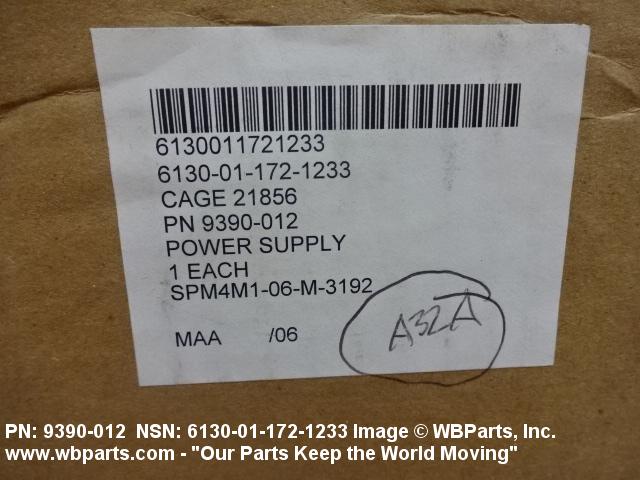 6130011721233
6130-01-172-1233
CAGE 21856
PN 9390-012
POWER SUPPLY
1 EACH
SPM4M1-06-M-3192
MAA /06
A32A
PN: 9390-012 NSN: 6130-01-172-1233 Image © WBParts, Inc.
www.wbparts.com - "Our Parts Keep the World Moving"